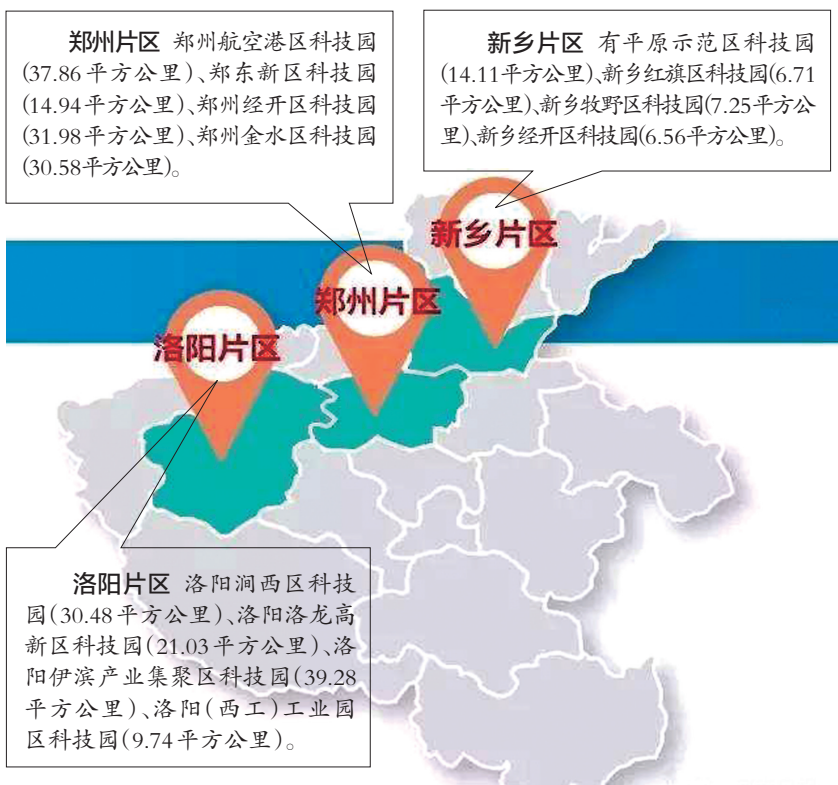 郑州片区 郑州航空港区科技园
(37.86平方公里)、郑东新区科技园
(14.94平方公里)、郑州经开区科技园
(31.98平方公里)、郑州金水区科技园
(30.58平方公里)。
新乡片区 有平原示范区科技园
(14.11平方公里)、新乡红旗区科技园(6.71
平方公里)、新乡牧野区科技园(7.25平方公
里)、新乡经开区科技园(6.56平方公里)。
新乡片区
郑州片区
洛阳片区
洛阳片区 洛阳涧西区科技
园(30.48平方公里)、洛阳洛龙高
新区科技园(21.03平方公里)、洛
阳伊滨产业集聚区科技园(39.28
平方公里)、洛阳(西工)工业园
区科技园(9.74平方公里)。